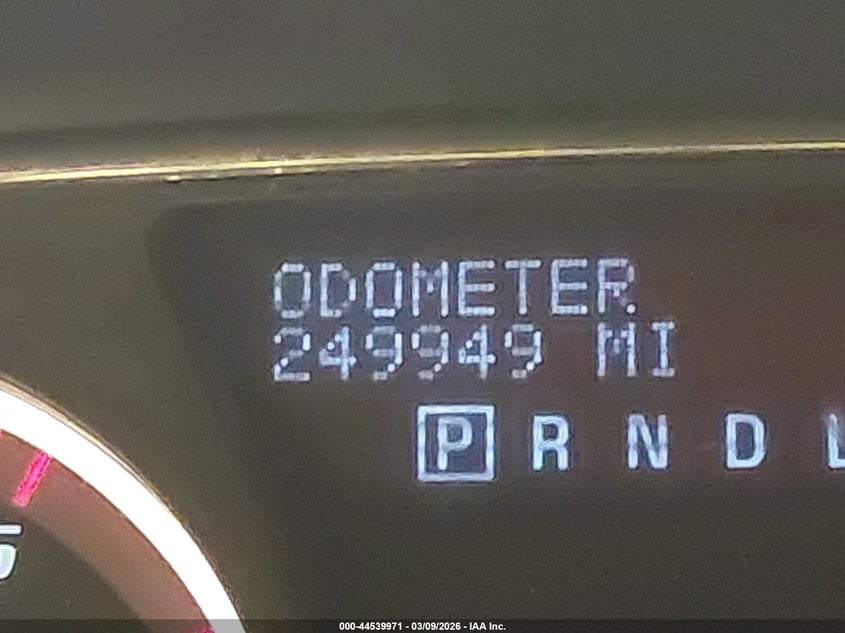 ODOMETER
249949 MI
P R N D L
000-44539971 - 03/09/2026 - IAA Inc.